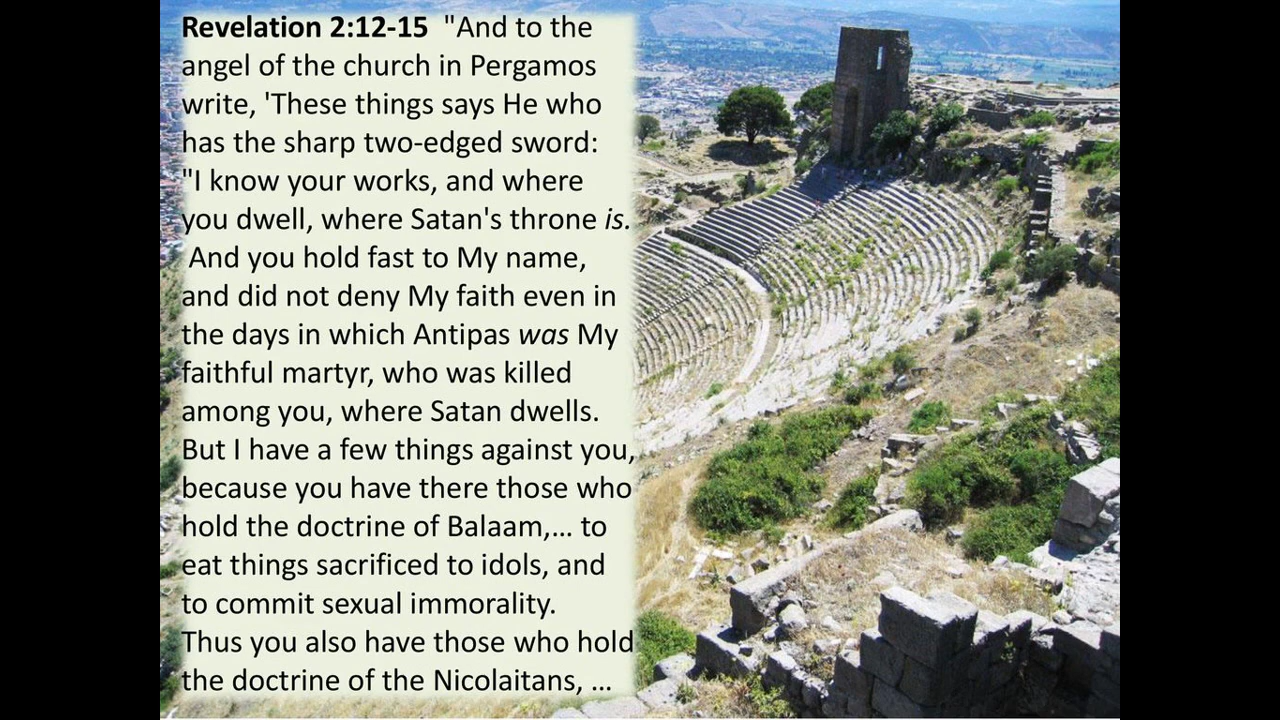 Revelation 2:12-15  "And to the
angel of the church in Pergamos
write, 'These things says He who
has the sharp two-edged sword:
"I know your works, and where
you dwell, where Satan's throne is.
And you hold fast to My name,
and did not deny My faith even in
the days in which Antipas was My
faithful martyr, who was killed
among you, where Satan dwells.
But I have a few things against you,
because you have there those who
hold the doctrine of Balaam,... to
eat things sacrificed to idols, and
to commit sexual immorality.
Thus you also have those who hold
the doctrine of the Nicolaitans, ...